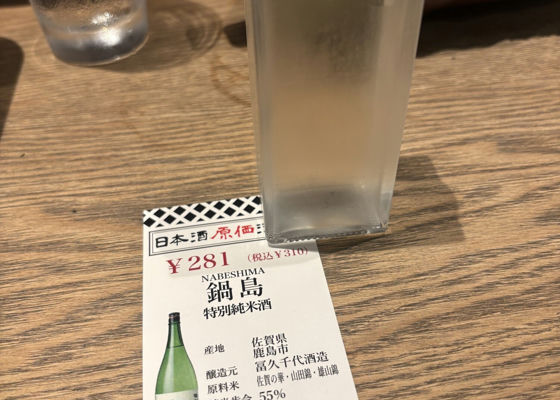 日本酒原価
¥281 (税込¥310)
NABESHIMA
鍋島
特別純米酒
産地 佐賀県
鹿島市
醸造元 冨久千代酒造
原料米 佐賀の華・山田錦・雄山錦
55%